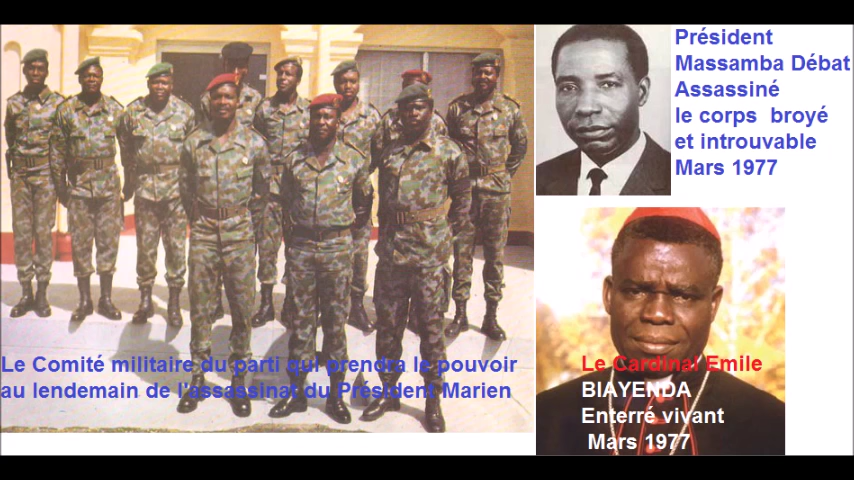 Président
Massamba Débat
Assassiné
le corps broyé
et introuvable
Mars 1977
Le Comité militaire du parti qui prendra le pouvoir
au lendemain de l'assassinat du Président Marien
Le Cardinal Emile
BIAYENDA
Enterré vivant
Mars 1977